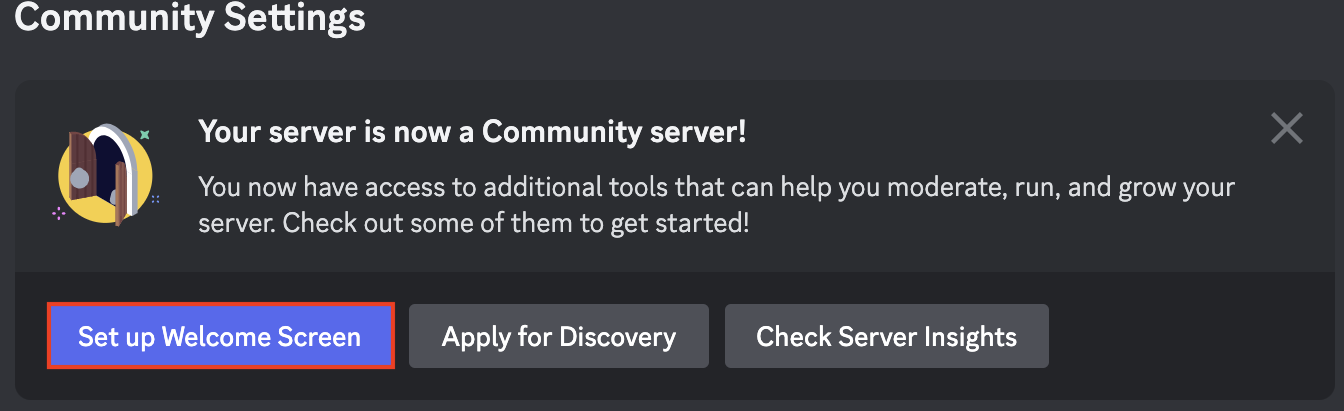 Community Settings
Your server is now a Community server!
You now have access to additional tools that can help you moderate, run, and grow your
server. Check out some of them to get started!
Set up Welcome Screen
Apply for Discovery
Check Server Insights